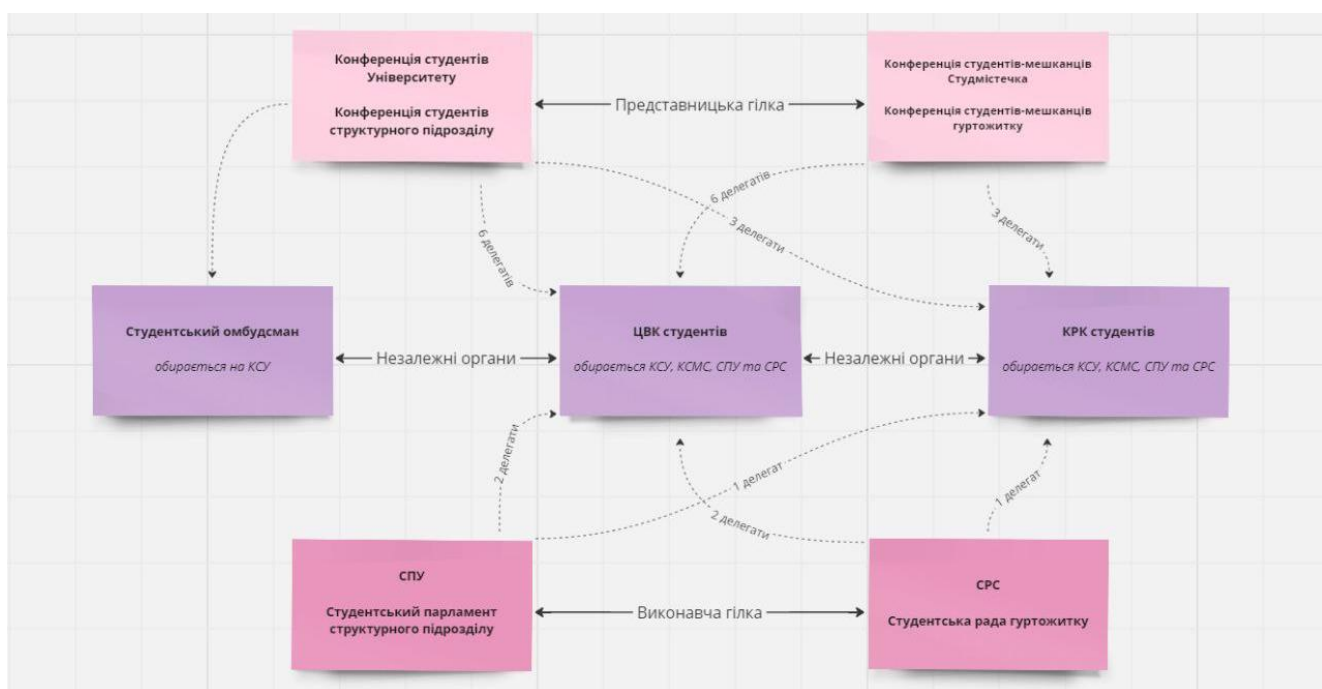 Конференція студентів
Університету
Конференція студентів
структурного підрозділу
Представницька гілка
Конференція студентів-мешканців
Студмістечка
Конференція студентів-мешканців
гуртожитку
6 делегатів
6 делегатів
3 делегати
3 делегати
Студентський омбудсман
обирається на КСУ
Незалежні органи
ЦВК студентів
обирається КСУ, КСМС, СПУ та СРС
Незалежні органи
КРК студентів
обирається КСУ, КСМС, СПУ та СРС
2 делегати
1 делегат
2 делегати
1 делегат
СПУ
Студентський парламент
структурного підрозділу
Виконавча гілка
СРС
Студентська рада гуртожитку